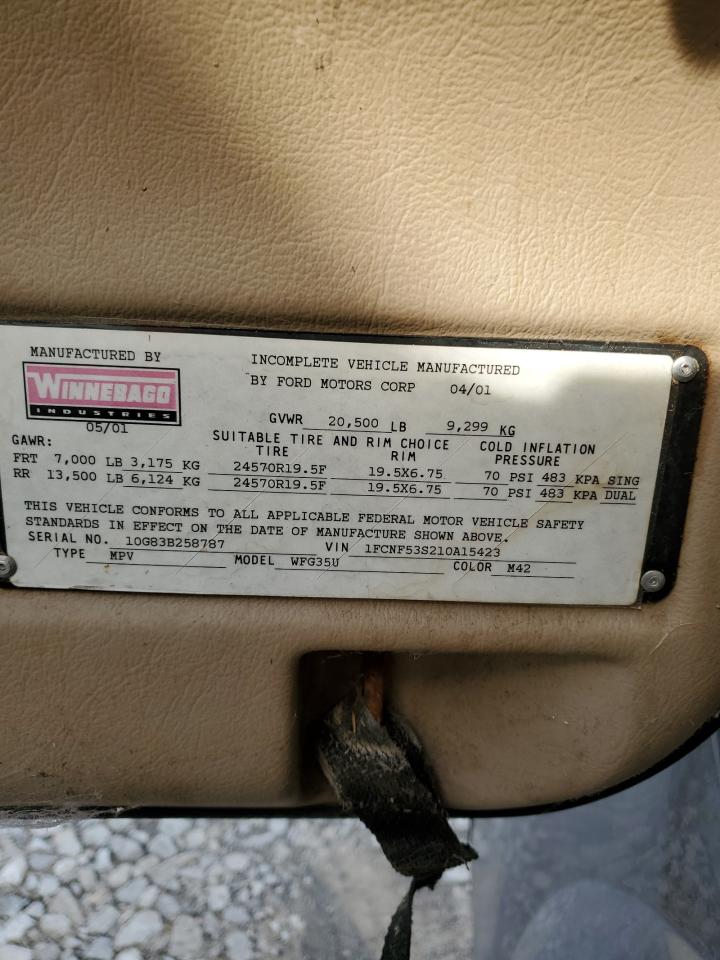 MANUFACTURED BY
WINNEBAGO
INDUSTRIES
05/01
INCOMPLETE VEHICLE MANUFACTURED
BY FORD MOTORS CORP 04/01
GVWR 20,500 LB 9,299 KG
GAWR: SUITABLE TIRE AND RIM CHOICE COLD INFLATION
TIRE RIM PRESSURE
FRT 7,000 LB 3,175 KG 24570R19.5F 19.5X6.75 70 PSI 483 KPA SING
RR 13,500 LB 6,124 KG 24570R19.5F 19.5X6.75 70 PSI 483 KPA DUAL
THIS VEHICLE CONFORMS TO ALL APPLICABLE FEDERAL MOTOR VEHICLE SAFETY
STANDARDS IN EFFECT ON THE DATE OF MANUFACTURE SHOWN ABOVE.
SERIAL NO. 10G83B258787 VIN 1FCNF53S210A15423
TYPE MPV MODEL WFG35U COLOR M42